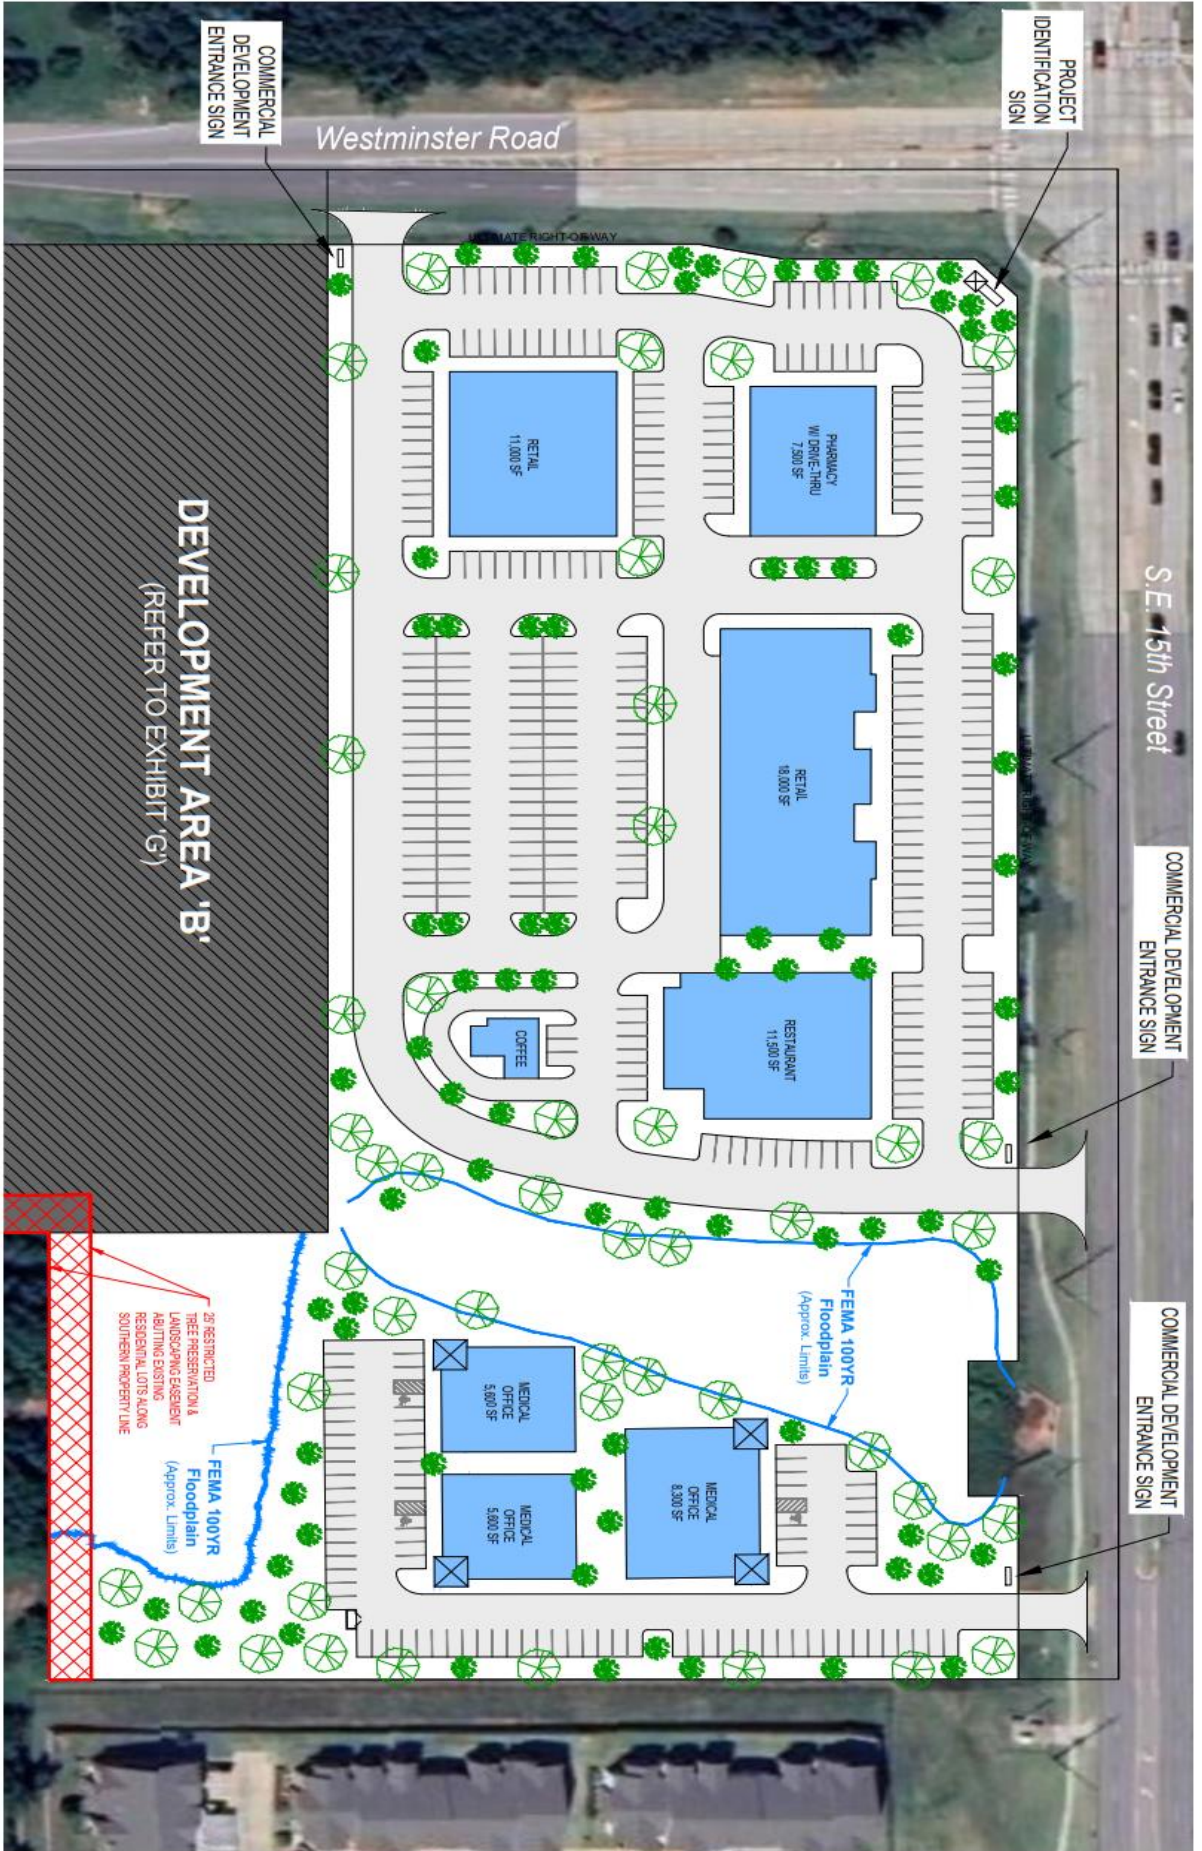 COMMERCIAL
DEVELOPMENT
ENTRANCE SIGN
PROJECT
IDENTIFICATION
SIGN
Westminster Road
ULTIMATE RIGHT-OF-WAY
S.E. 15th Street
COMMERCIAL DEVELOPMENT
ENTRANCE SIGN
COMMERCIAL DEVELOPMENT
ENTRANCE SIGN
RETAIL
11,000 SF
PHARMACY
W/ DRIVE-THRU
7,500 SF
RETAIL
18,000 SF
RESTAURANT
11,500 SF
COFFEE
DEVELOPMENT AREA 'B'
(REFER TO EXHIBIT 'G')
FEMA 100YR
Floodplain
(Approx. Limits)
MEDICAL
OFFICE
5,600 SF
MEDICAL
OFFICE
5,600 SF
MEDICAL
OFFICE
8,300 SF
25' RESTRICTED
TREE PRESERVATION &
LANDSCAPING EASEMENT
ABUTTING EXISTING
RESIDENTIAL LOTS ALONG
SOUTHERN PROPERTY LINE
FEMA 100YR
Floodplain
(Approx. Limits)